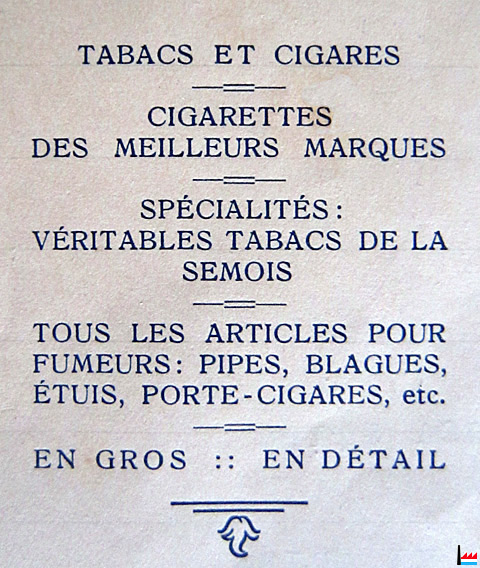 TABACS ET CIGARES
CIGARETTES
DES MEILLEURS MARQUES
SPÉCIALITÉS:
VÉRITABLES TABACS DE LA
SEMOIS
TOUS LES ARTICLES POUR
FUMEURS: PIPES, BLAGUES,
ÉTUIS, PORTE-CIGARES, etc.
EN GROS :: EN DÉTAIL